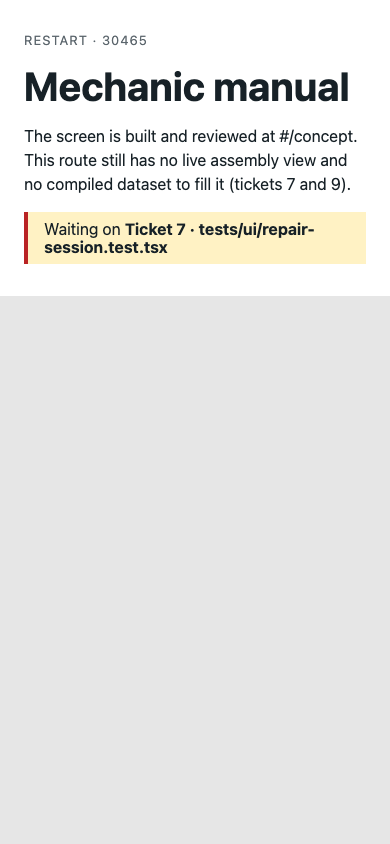 RESTART · 30465
Mechanic manual
The screen is built and reviewed at #/concept.
This route still has no live assembly view and
no compiled dataset to fill it (tickets 7 and 9).
Waiting on Ticket 7 · tests/ui/repair-
session.test.tsx